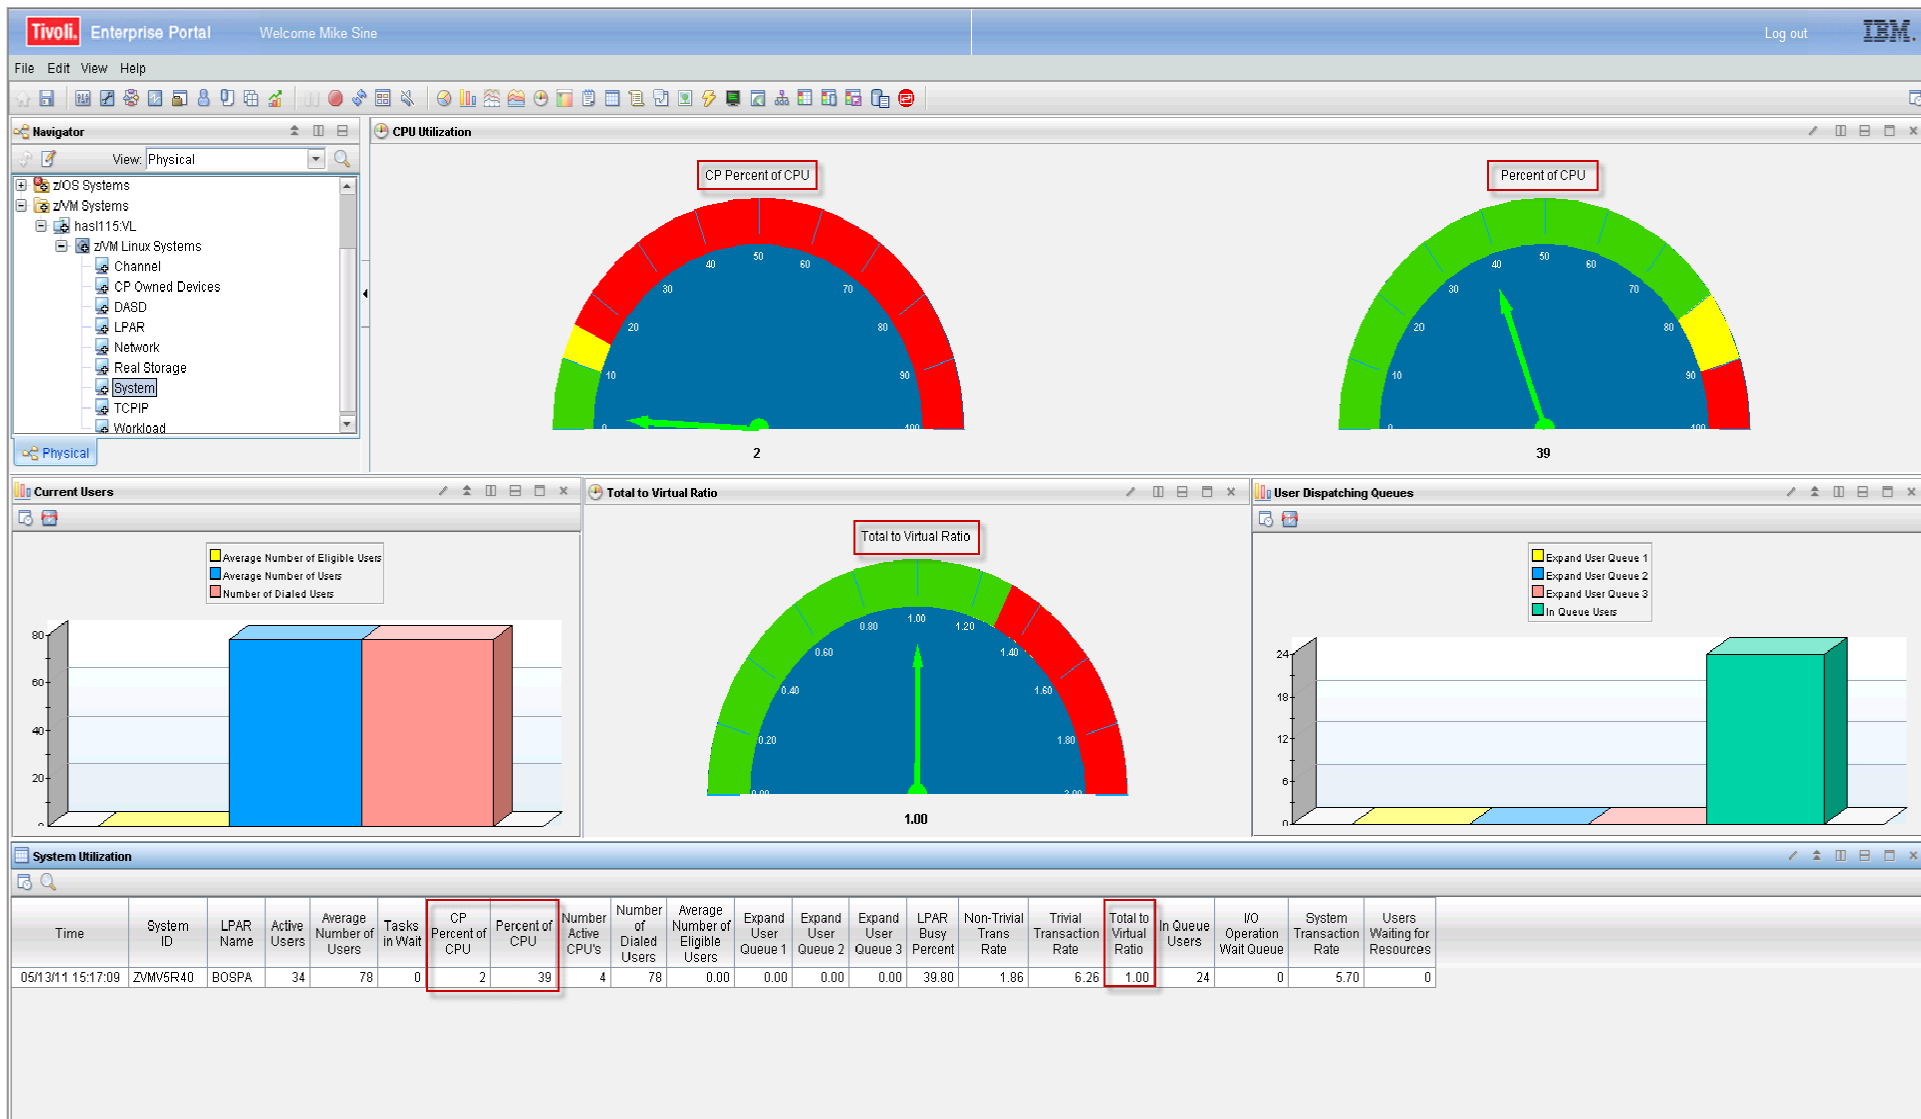 Tivoli. Enterprise Portal Welcome Mike Sine Log out IBM.
File Edit View Help
Navigator
View: Physical
z/OS Systems
z/VM Systems
hasl115:VL
z/VM Linux Systems
Channel
CP Owned Devices
DASD
LPAR
Network
Real Storage
System
TCPIP
Workload
Physical
CPU Utilization
CP Percent of CPU
0 10 20 30 40 50 60 70 80 90 100
2
Percent of CPU
0 10 20 30 40 50 60 70 80 90 100
39
Current Users
Average Number of Eligible Users
Average Number of Users
Number of Dialed Users
80
60
40
20
0
Total to Virtual Ratio
Total to Virtual Ratio
0.00 0.20 0.40 0.60 0.80 1.00 1.20 1.40 1.60 1.80 2.00
1.00
User Dispatching Queues
Expand User Queue 1
Expand User Queue 2
Expand User Queue 3
In Queue Users
24
18
12
6
0
System Utilization
Time System ID LPAR Name Active Users Average Number of Users Tasks in Wait CP Percent of CPU Percent of CPU Number Active CPU's Number of Dialed Users Average Number of Eligible Users Expand User Queue 1 Expand User Queue 2 Expand User Queue 3 LPAR Busy Percent Non-Trivial Trans Rate Trivial Transaction Rate Total to Virtual Ratio In Queue Users I/O Operation Wait Queue System Transaction Rate Users Waiting for Resources
05/13/11 15:17:09 ZVMV5R40 BOSPA 34 78 0 2 39 4 78 0.00 0.00 0.00 0.00 39.80 1.86 6.26 1.00 24 0 5.70 0